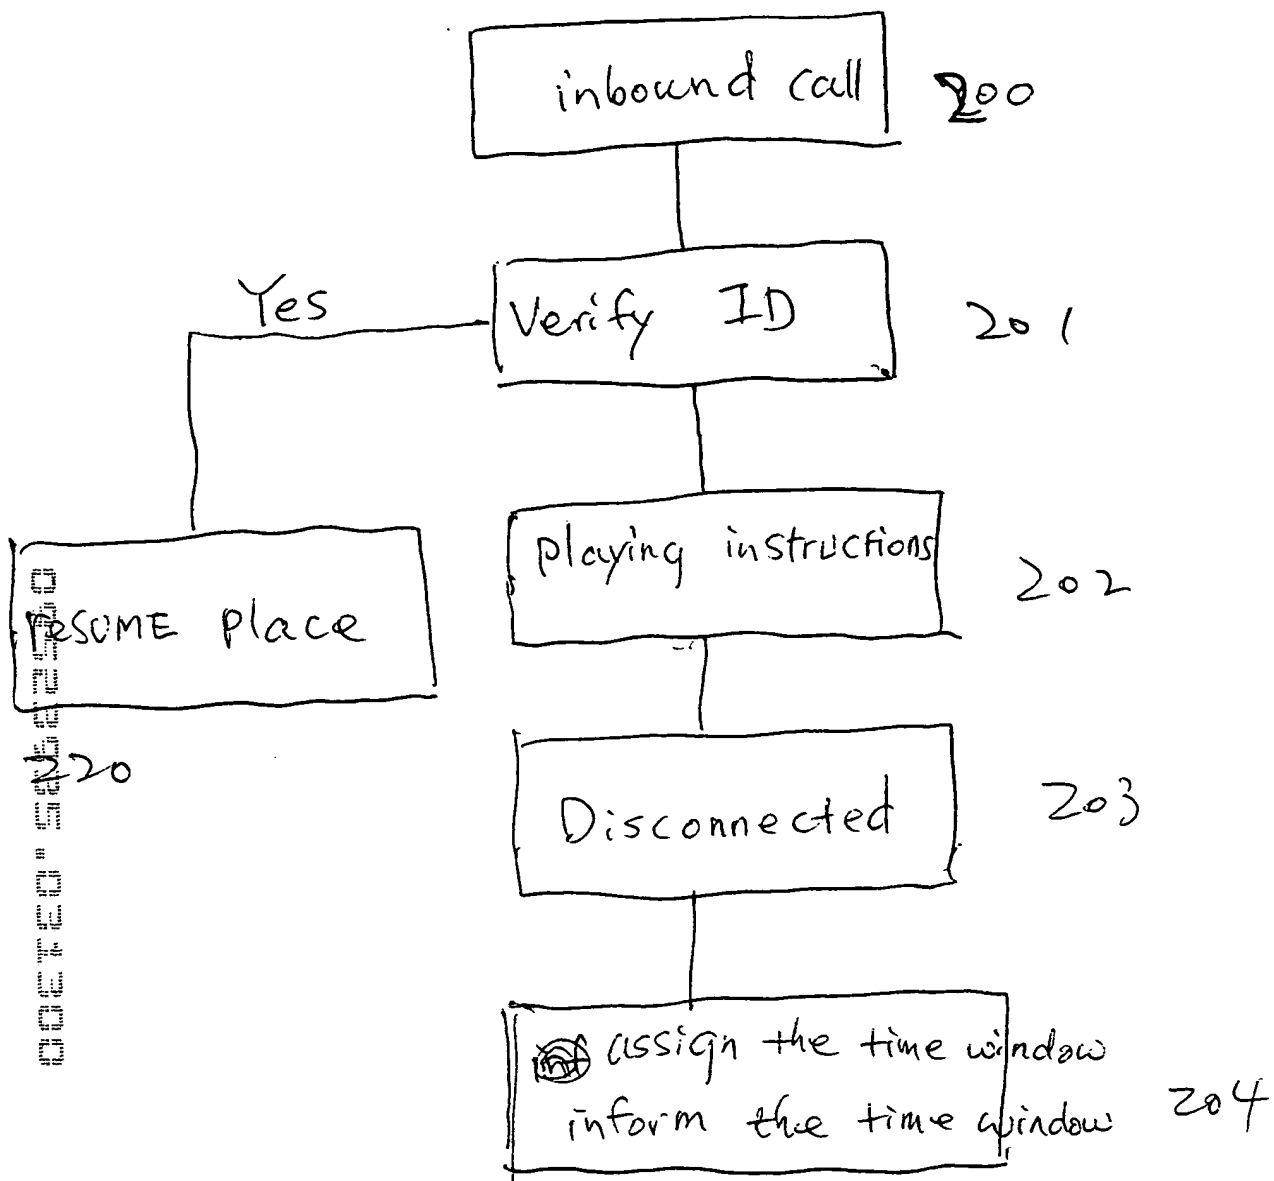 inbound call 200
Yes
Verify ID 201
playing instructions 202
resUME place
220
Disconnected 203
assign the time window
inform the time window 204